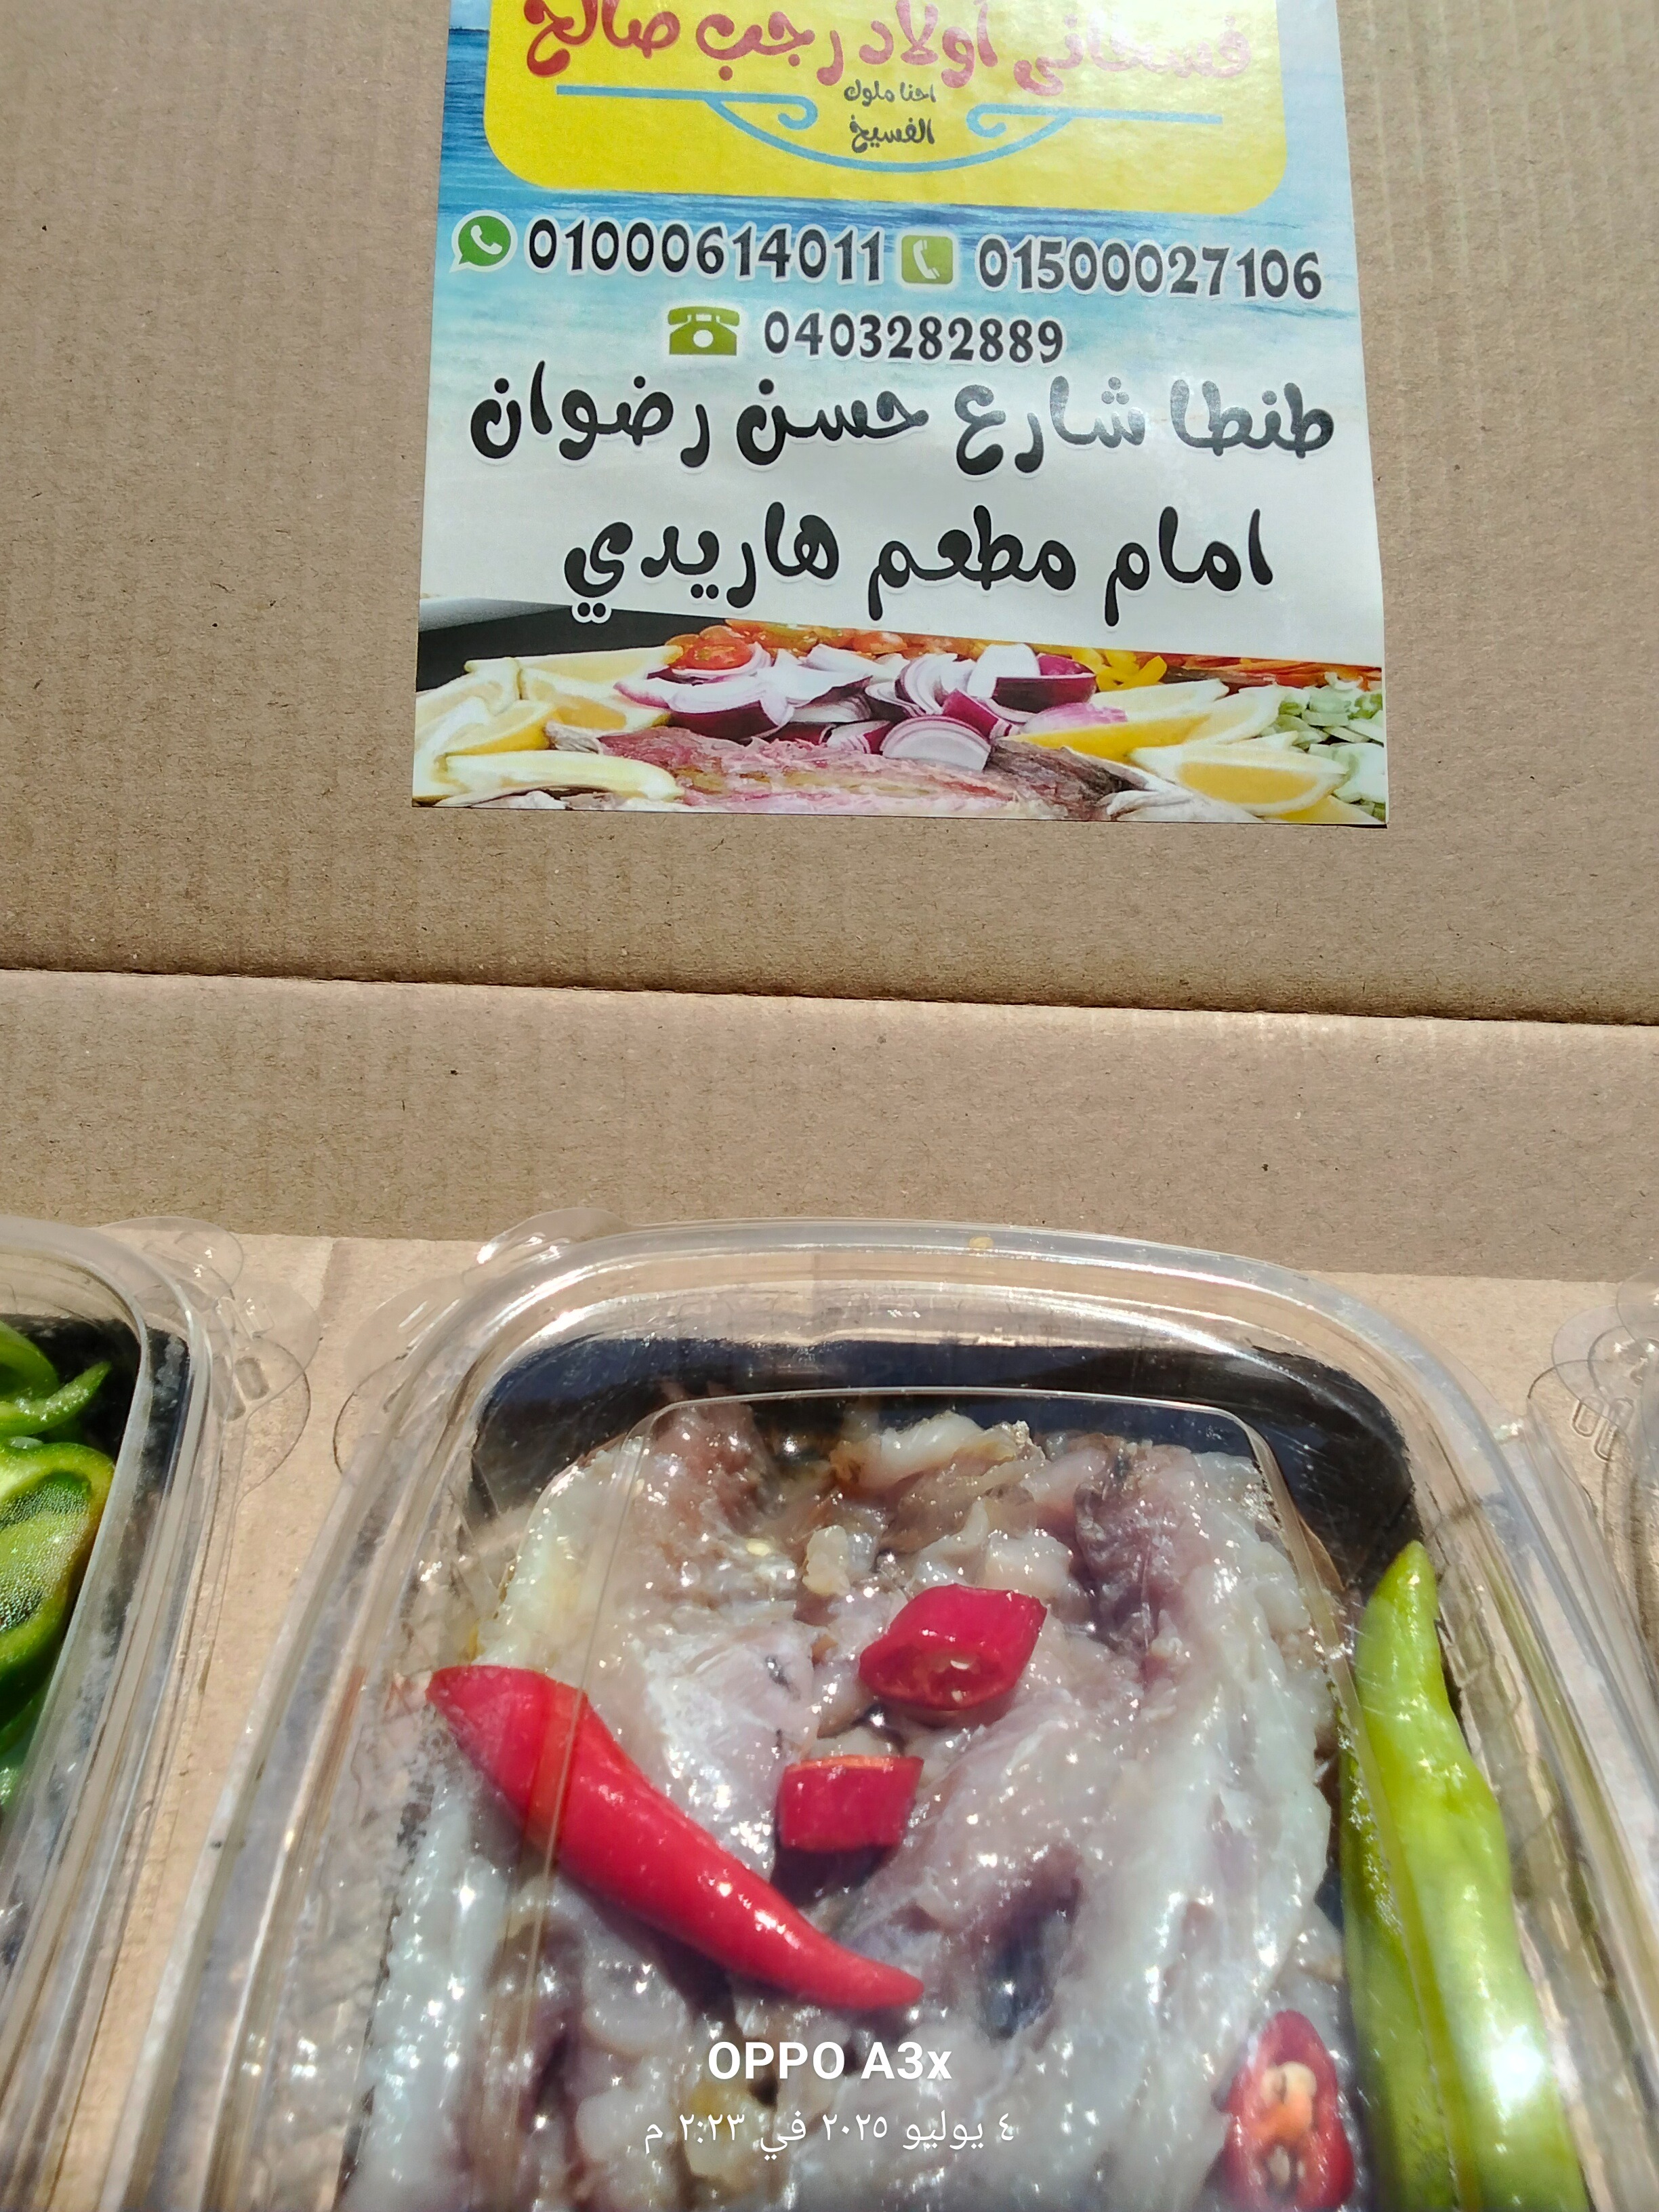 فسخانى أولاد رجب صالح
احنا ملوك
الفسيخ
01000614011 01500027106
0403282889
طنطا شارع حسن رضوان
امام مطعم هاريدي
OPPO A3x
٤ يوليو ٢٠٢٥ في ٢:٢٣ م